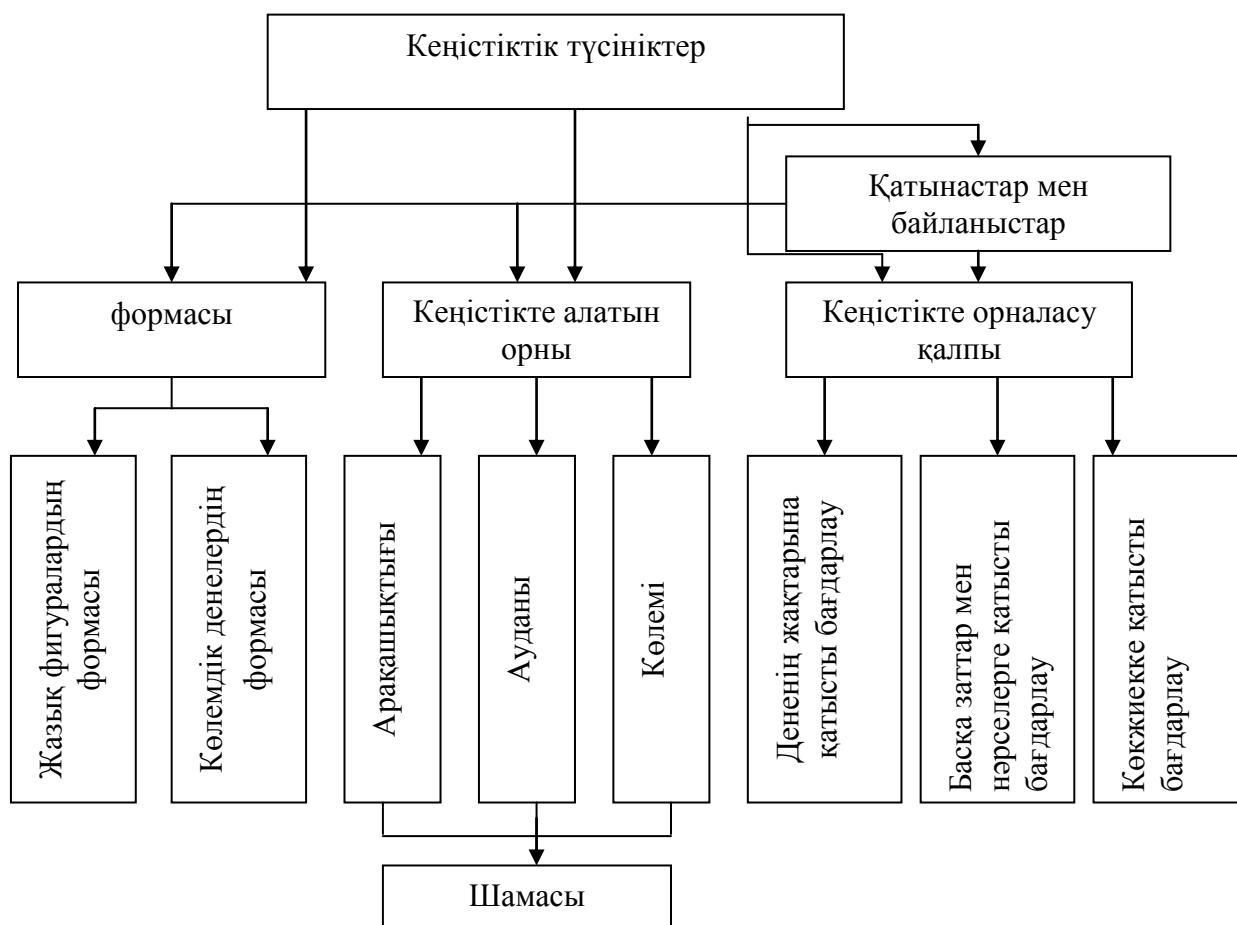 Кеңістіктік түсініктер
Қатынастар мен
байланыстар
формасы
Кеңістікте алатын
орны
Кеңістікте орналасу
қалпы
Жазық фигуралардың
формасы
Көлемдік денелердің
формасы
Арақашықтығы
Ауданы
Көлемі
Дененің жақтарына
қатысты бағдарлау
Басқа заттар мен
нәрселерге қатысты
бағдарлау
Көкжиекке қатысты
бағдарлау
Шамасы